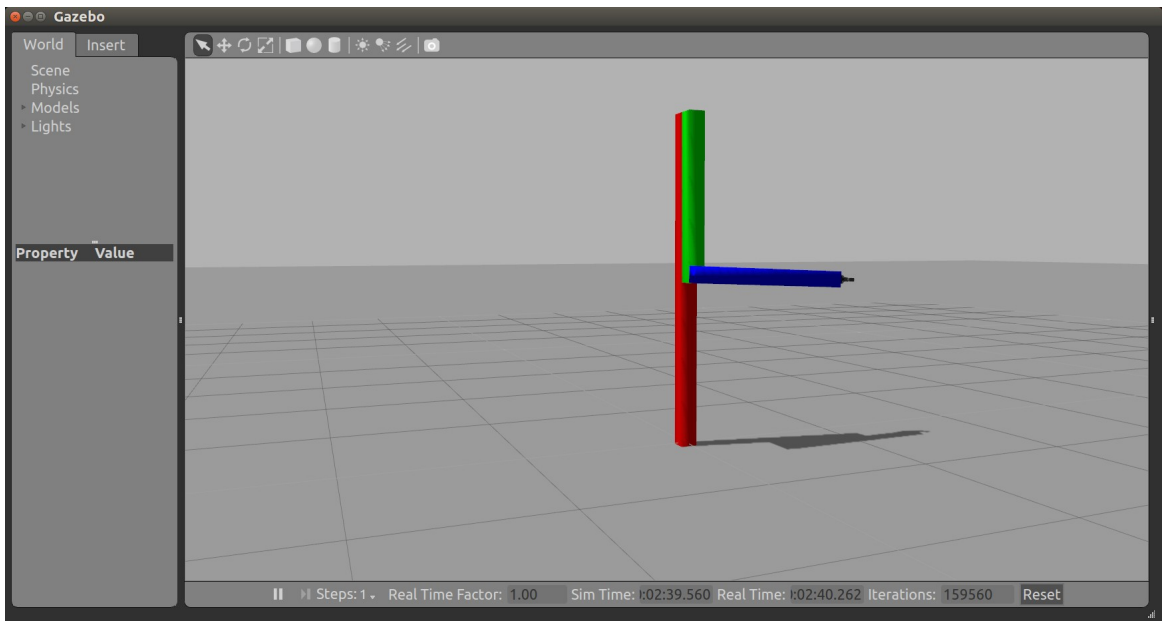 Gazebo
World Insert
Scene
Physics
Models
Lights
Property Value
Steps: 1 Real Time Factor: 1.00 Sim Time: :02:39.560 Real Time: :02:40.262 Iterations: 159560 Reset